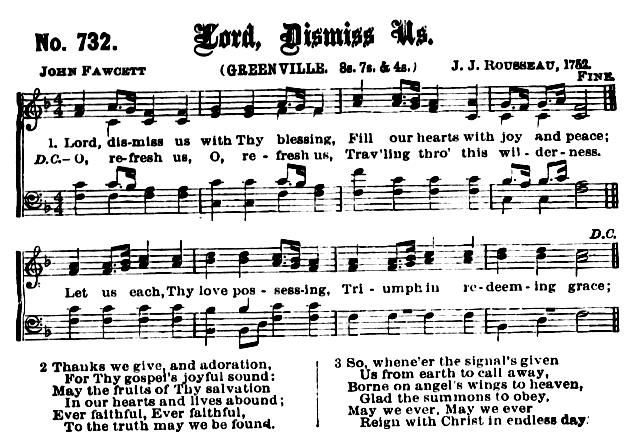 No. 732. Lord, Dismiss Us.
JOHN FAWCETT (GREENVILLE. 8s. 7s. & 4s.) J. J. ROUSSEAU, 1752.
FINE.
1. Lord, dis-miss us with Thy blessing, Fill our hearts with joy and peace;
D.C.-O, re-fresh us, O, re-fresh us, Trav'ling thro' this wil-der-ness.
D.C.
Let us each, Thy love pos-sess-ing, Tri-umph in re-deem-ing grace;
2 Thanks we give, and adoration,
For Thy gospel's joyful sound:
May the fruits of Thy salvation
In our hearts and lives abound;
Ever faithful, Ever faithful,
To the truth may we be found.
3 So, whene'er the signal's given
Us from earth to call away,
Borne on angel's wings to heaven,
Glad the summons to obey,
May we ever, May we ever
Reign with Christ in endless day.